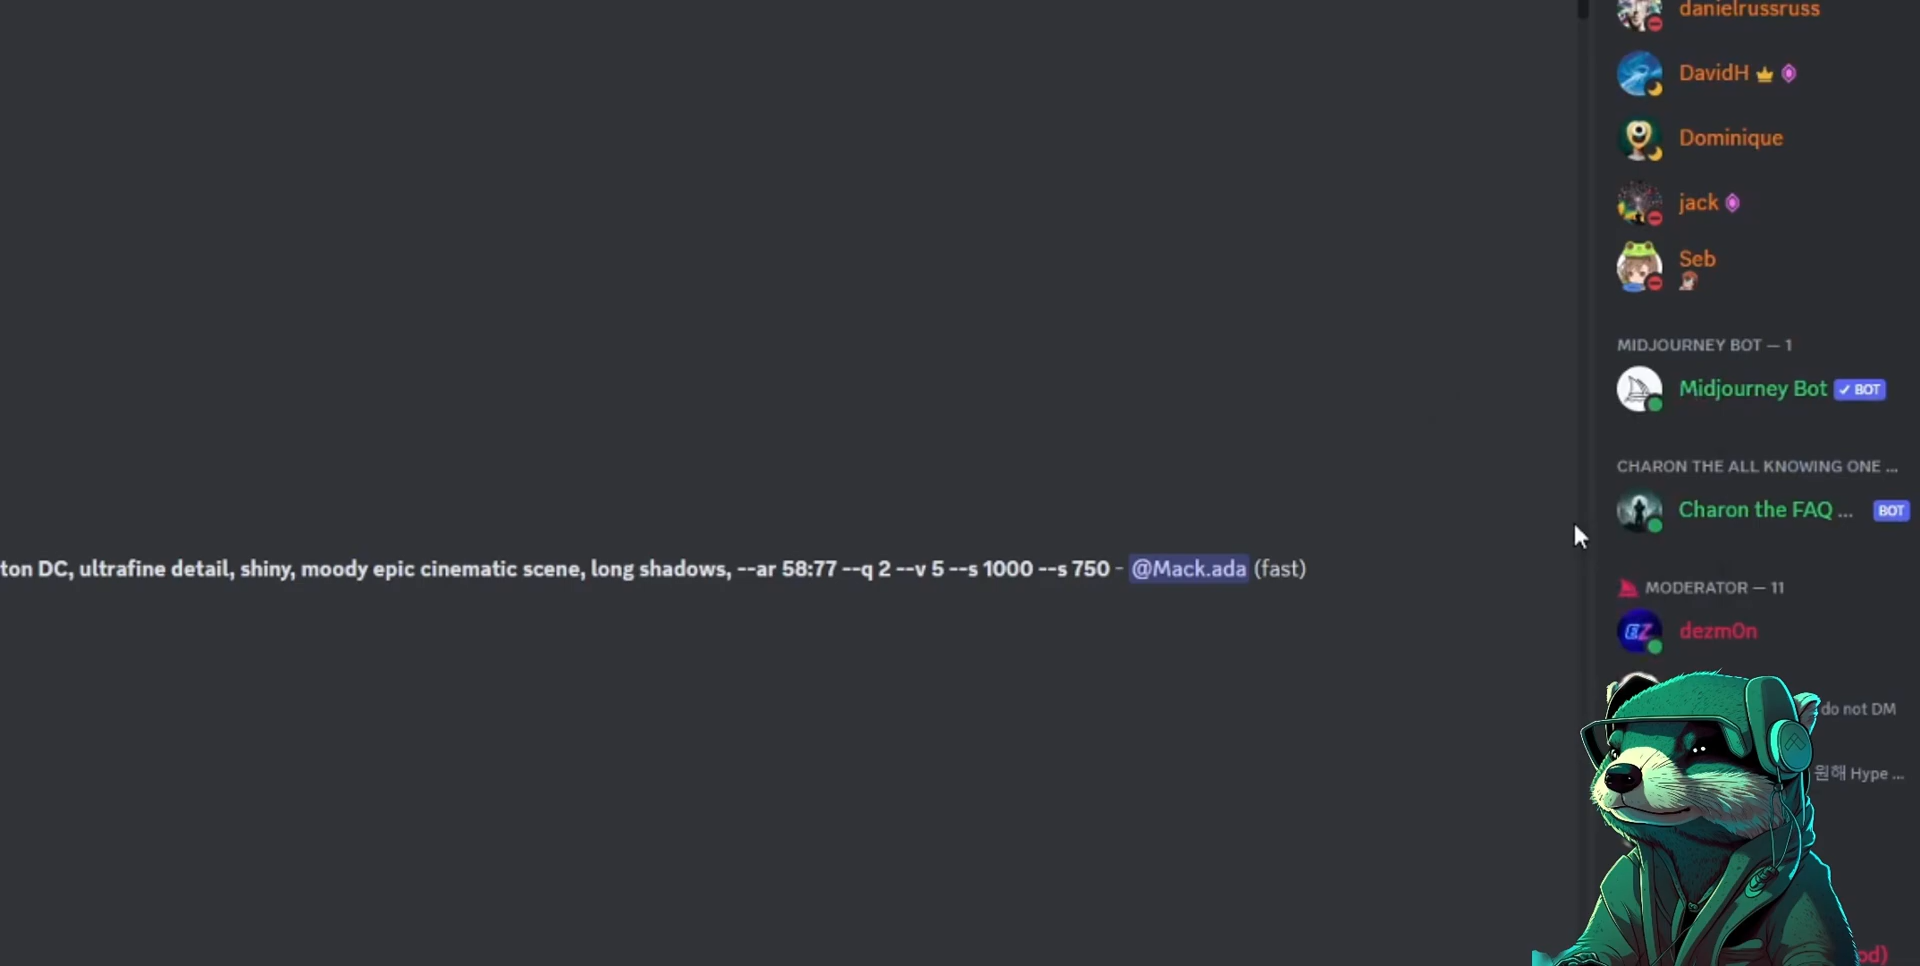 danielrussruss
DavidH
Dominique
jack
Seb
MIDJOURNEY BOT — 1
Midjourney Bot ✓ BOT
CHARON THE ALL KNOWING ONE ...
Charon the FAQ ... BOT
ton DC, ultrafine detail, shiny, moody epic cinematic scene, long shadows, --ar 58:77 --q 2 --v 5 --s 1000 --s 750 - @Mack.ada (fast)
MODERATOR — 11
dezm0n
do not DM
원해 Hype ...
od)